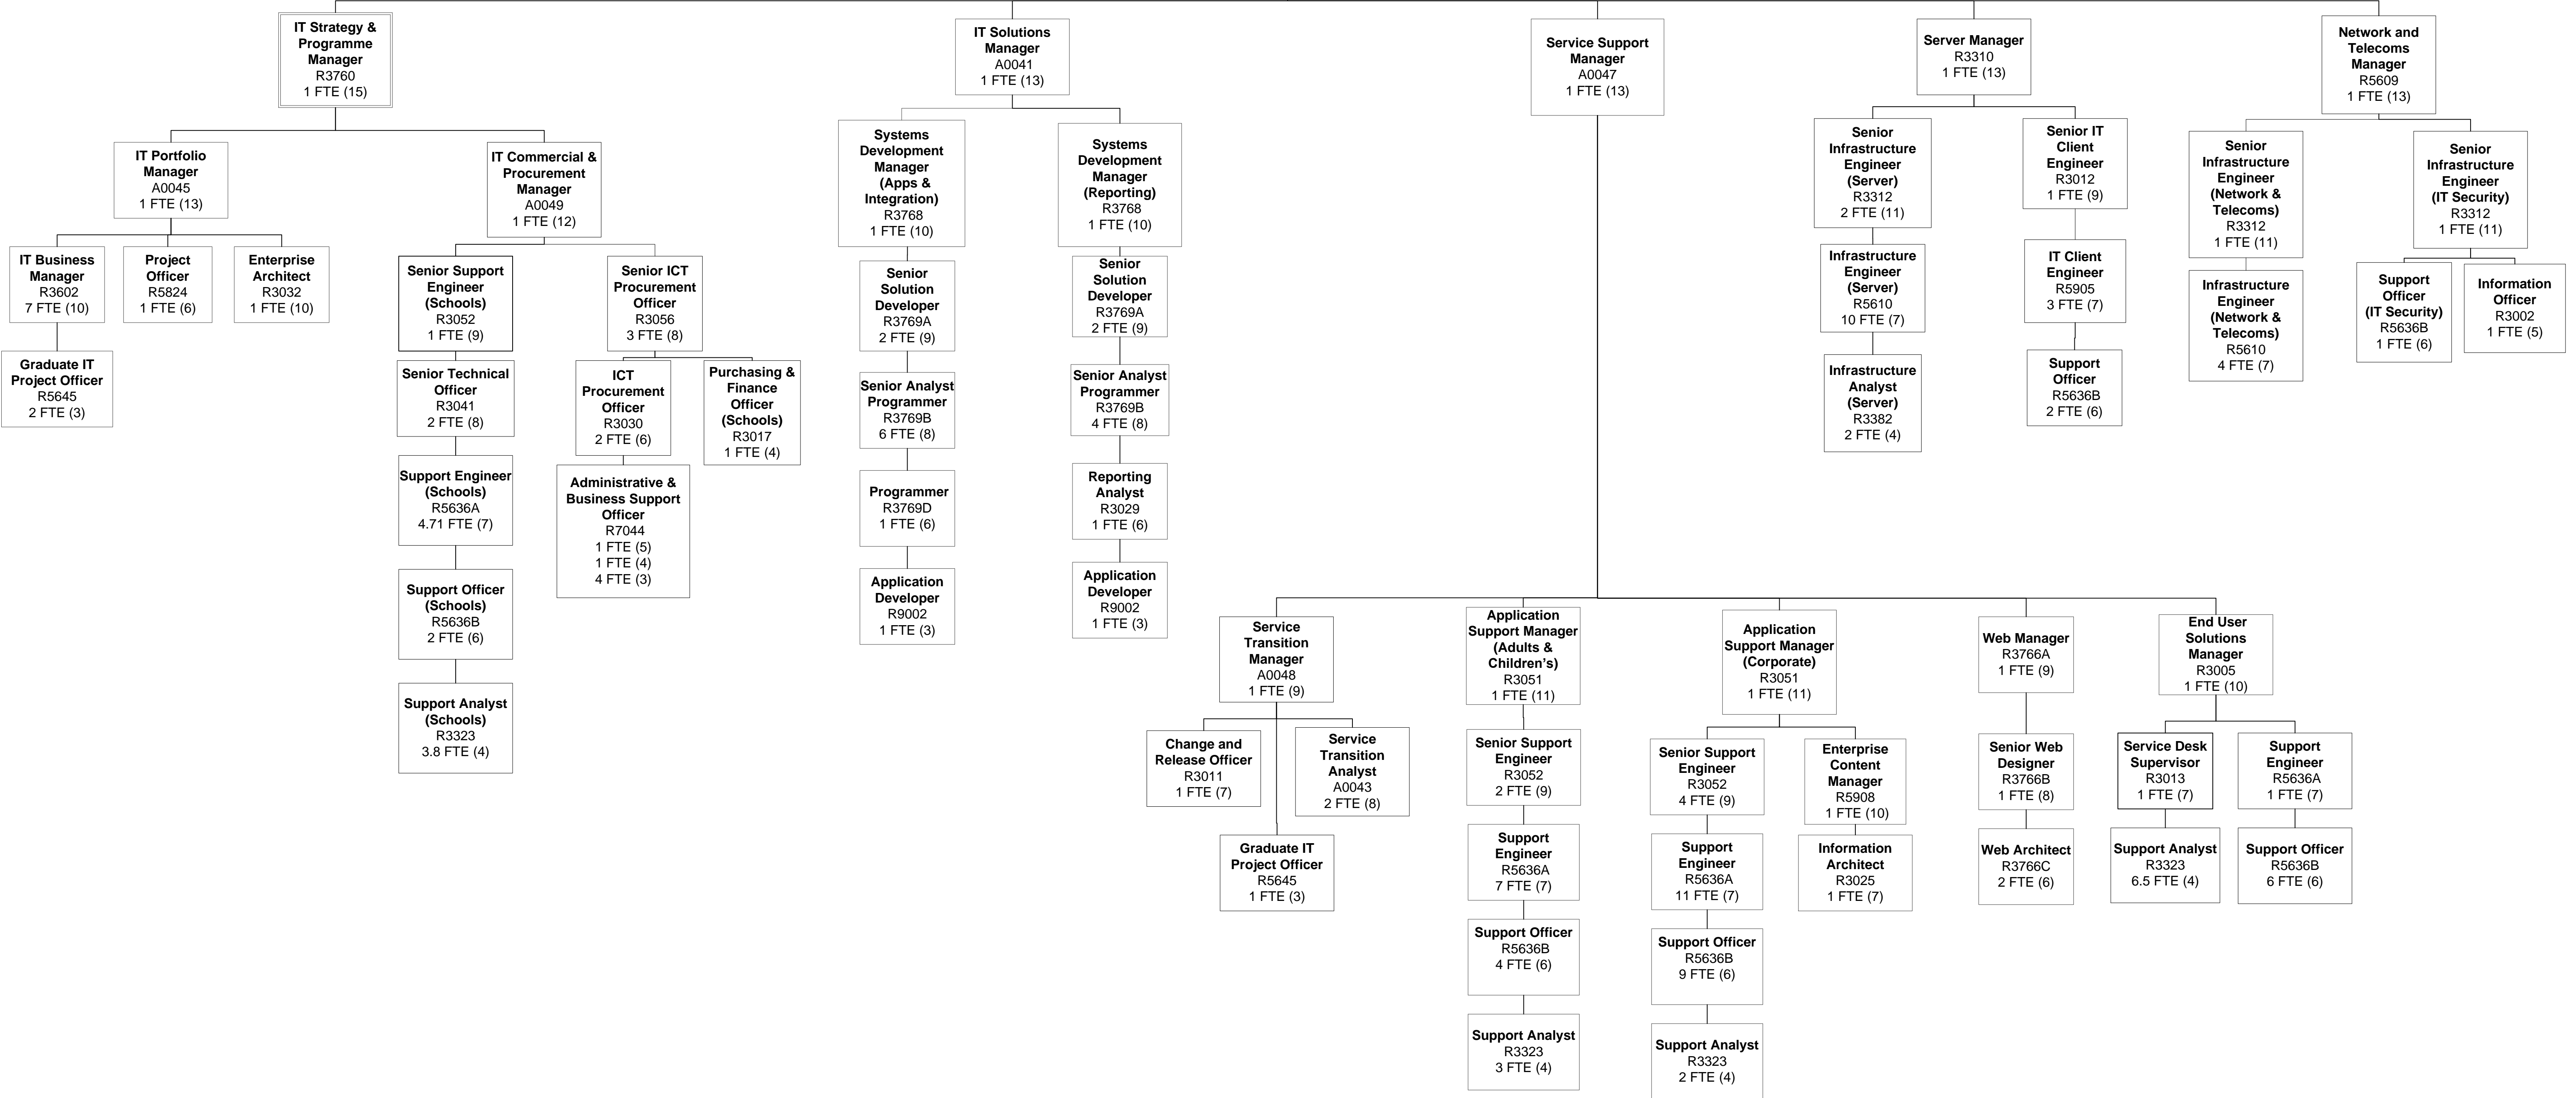 IT Strategy &
Programme
Manager
R3760
1 FTE (15)
IT Portfolio
Manager
A0045
1 FTE (13)
IT Business
Manager
R3602
7 FTE (10)
Graduate IT
Project Officer
R5645
2 FTE (3)
Project
Officer
R5824
1 FTE (6)
Enterprise
Architect
R3032
1 FTE (10)
IT Commercial &
Procurement
Manager
A0049
1 FTE (12)
Senior Support
Engineer
(Schools)
R3052
1 FTE (9)
Senior Technical
Officer
R3041
2 FTE (8)
Support Engineer
(Schools)
R5636A
4.71 FTE (7)
Support Officer
(Schools)
R5636B
2 FTE (6)
Support Analyst
(Schools)
R3323
3.8 FTE (4)
Senior ICT
Procurement
Officer
R3056
3 FTE (8)
ICT
Procurement
Officer
R3030
2 FTE (6)
Administrative &
Business Support
Officer
R7044
1 FTE (5)
1 FTE (4)
4 FTE (3)
Purchasing &
Finance
Officer
(Schools)
R3017
1 FTE (4)
IT Solutions
Manager
A0041
1 FTE (13)
Systems
Development
Manager
(Apps &
Integration)
R3768
1 FTE (10)
Senior
Solution
Developer
R3769A
2 FTE (9)
Senior Analyst
Programmer
R3769B
6 FTE (8)
Programmer
R3769D
1 FTE (6)
Application
Developer
R9002
1 FTE (3)
Systems
Development
Manager
(Reporting)
R3768
1 FTE (10)
Senior
Solution
Developer
R3769A
2 FTE (9)
Senior Analyst
Programmer
R3769B
4 FTE (8)
Reporting
Analyst
R3029
1 FTE (6)
Application
Developer
R9002
1 FTE (3)
Service Support
Manager
A0047
1 FTE (13)
Service
Transition
Manager
A0048
1 FTE (9)
Change and
Release Officer
R3011
1 FTE (7)
Service
Transition
Analyst
A0043
2 FTE (8)
Graduate IT
Project Officer
R5645
1 FTE (3)
Application
Support Manager
(Adults &
Children’s)
R3051
1 FTE (11)
Senior Support
Engineer
R3052
2 FTE (9)
Support
Engineer
R5636A
7 FTE (7)
Support Officer
R5636B
4 FTE (6)
Support Analyst
R3323
3 FTE (4)
Application
Support Manager
(Corporate)
R3051
1 FTE (11)
Senior Support
Engineer
R3052
4 FTE (9)
Support
Engineer
R5636A
11 FTE (7)
Support Officer
R5636B
9 FTE (6)
Support Analyst
R3323
2 FTE (4)
Enterprise
Content
Manager
R5908
1 FTE (10)
Information
Architect
R3025
1 FTE (7)
Web Manager
R3766A
1 FTE (9)
Senior Web
Designer
R3766B
1 FTE (8)
Web Architect
R3766C
2 FTE (6)
End User
Solutions
Manager
R3005
1 FTE (10)
Service Desk
Supervisor
R3013
1 FTE (7)
Support Analyst
R3323
6.5 FTE (4)
Support
Engineer
R5636A
1 FTE (7)
Support Officer
R5636B
6 FTE (6)
Server Manager
R3310
1 FTE (13)
Senior
Infrastructure
Engineer
(Server)
R3312
2 FTE (11)
Infrastructure
Engineer
(Server)
R5610
10 FTE (7)
Infrastructure
Analyst
(Server)
R3382
2 FTE (4)
Senior IT
Client
Engineer
R3012
1 FTE (9)
IT Client
Engineer
R5905
3 FTE (7)
Support
Officer
R5636B
2 FTE (6)
Network and
Telecoms
Manager
R5609
1 FTE (13)
Senior
Infrastructure
Engineer
(Network &
Telecoms)
R3312
1 FTE (11)
Infrastructure
Engineer
(Network &
Telecoms)
R5610
4 FTE (7)
Senior
Infrastructure
Engineer
(IT Security)
R3312
1 FTE (11)
Support
Officer
(IT Security)
R5636B
1 FTE (6)
Information
Officer
R3002
1 FTE (5)